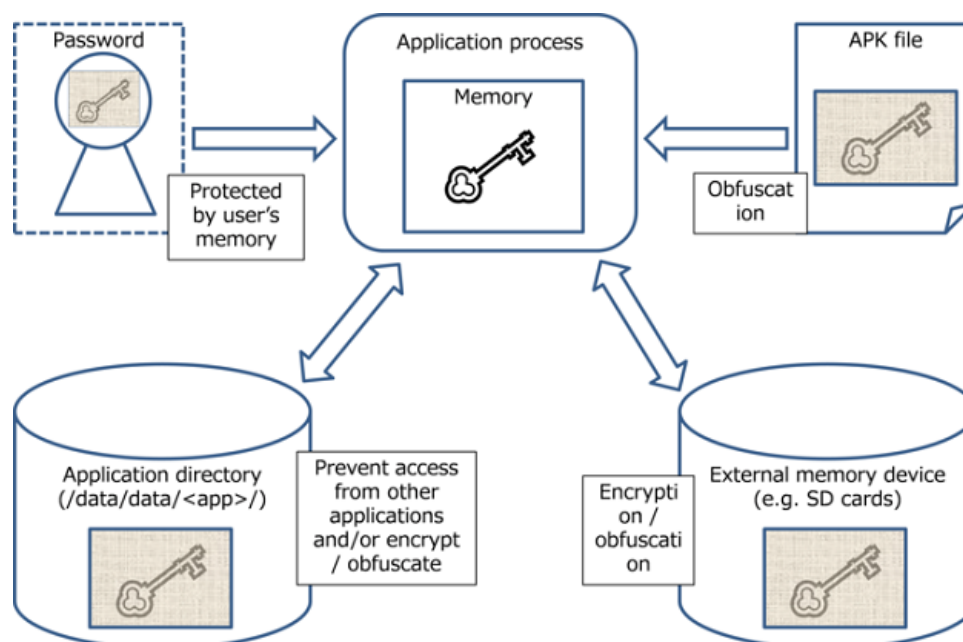 Password
Application process
APK file
Memory
Protected
by user’s
memory
Obfuscat
ion
Application directory
(/data/data/<app>/)
Prevent access
from other
applications
and/or encrypt
/ obfuscate
Encrypti
on /
obfuscati
on
External memory device
(e.g. SD cards)